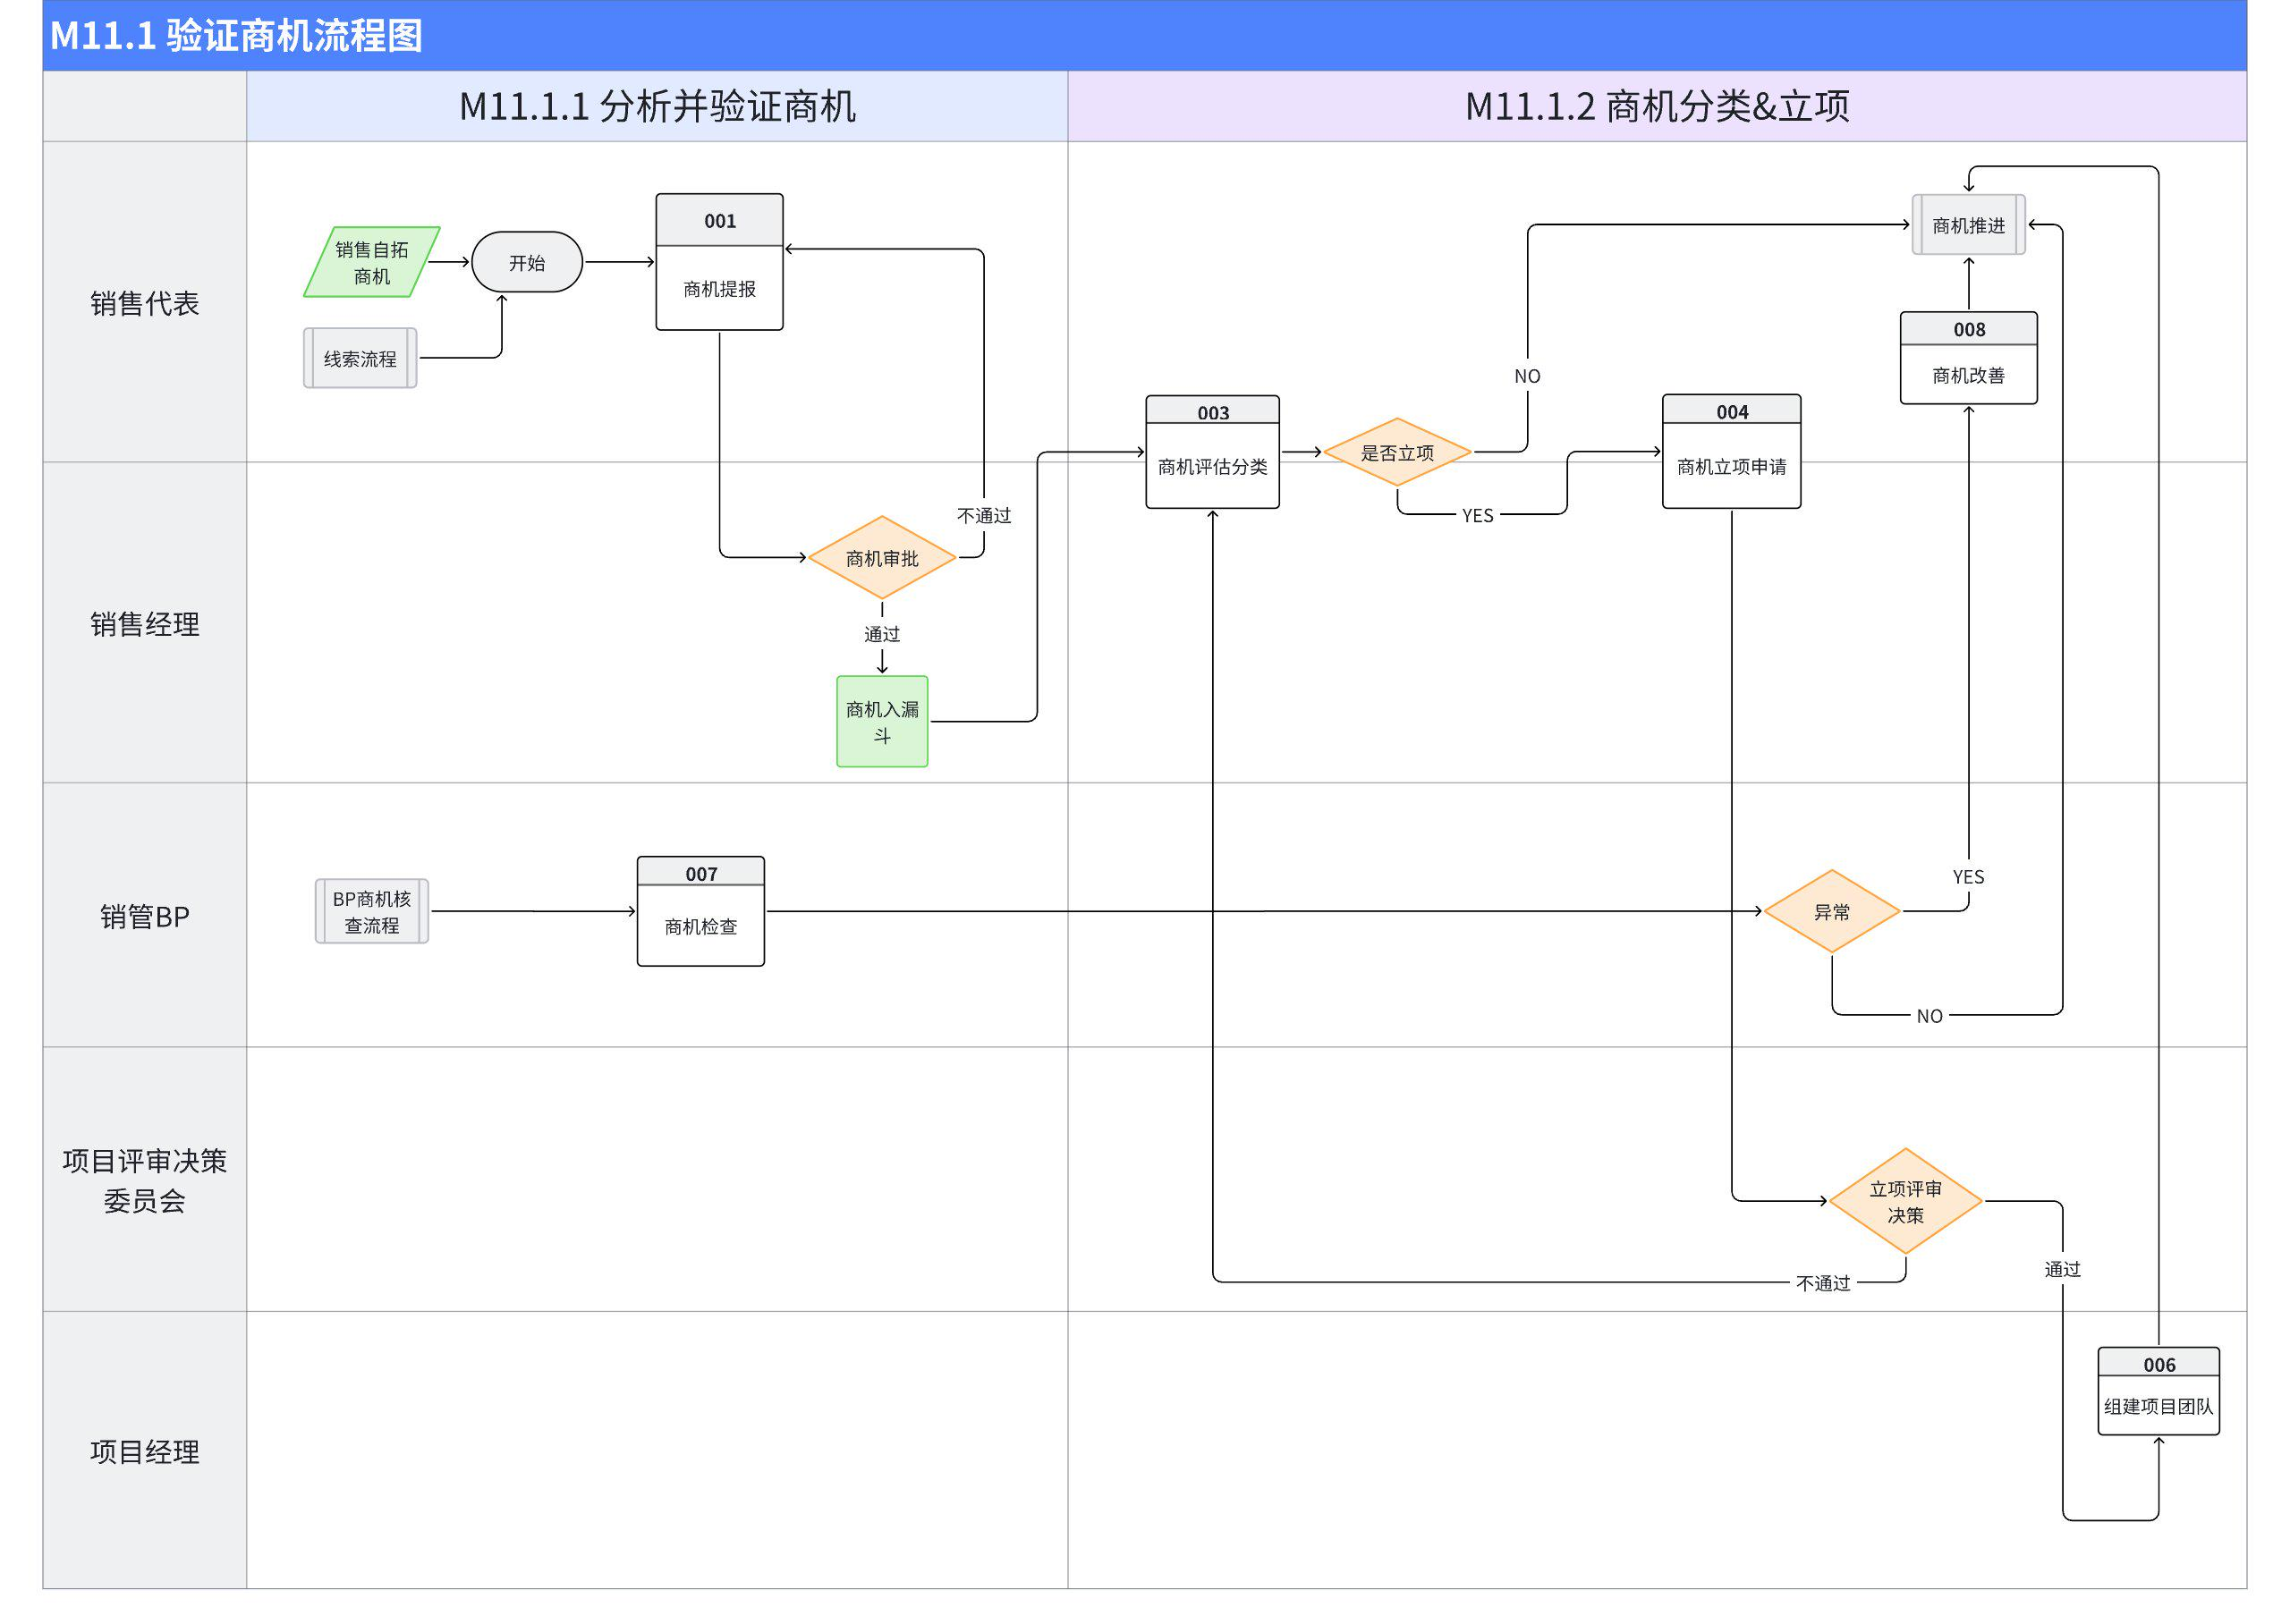 M11.1 验证商机流程图
M11.1.1 分析并验证商机
M11.1.2 商机分类&立项
销售代表
销售自拓
商机
开始
001
商机提报
线索流程
商机推进
008
商机改善
NO
003
商机评估分类
是否立项
004
商机立项申请
YES
销售经理
不通过
商机审批
通过
商机入漏
斗
销管BP
BP商机核
查流程
007
商机检查
异常
YES
NO
项目评审决策
委员会
立项评审
决策
通过
不通过
项目经理
006
组建项目团队